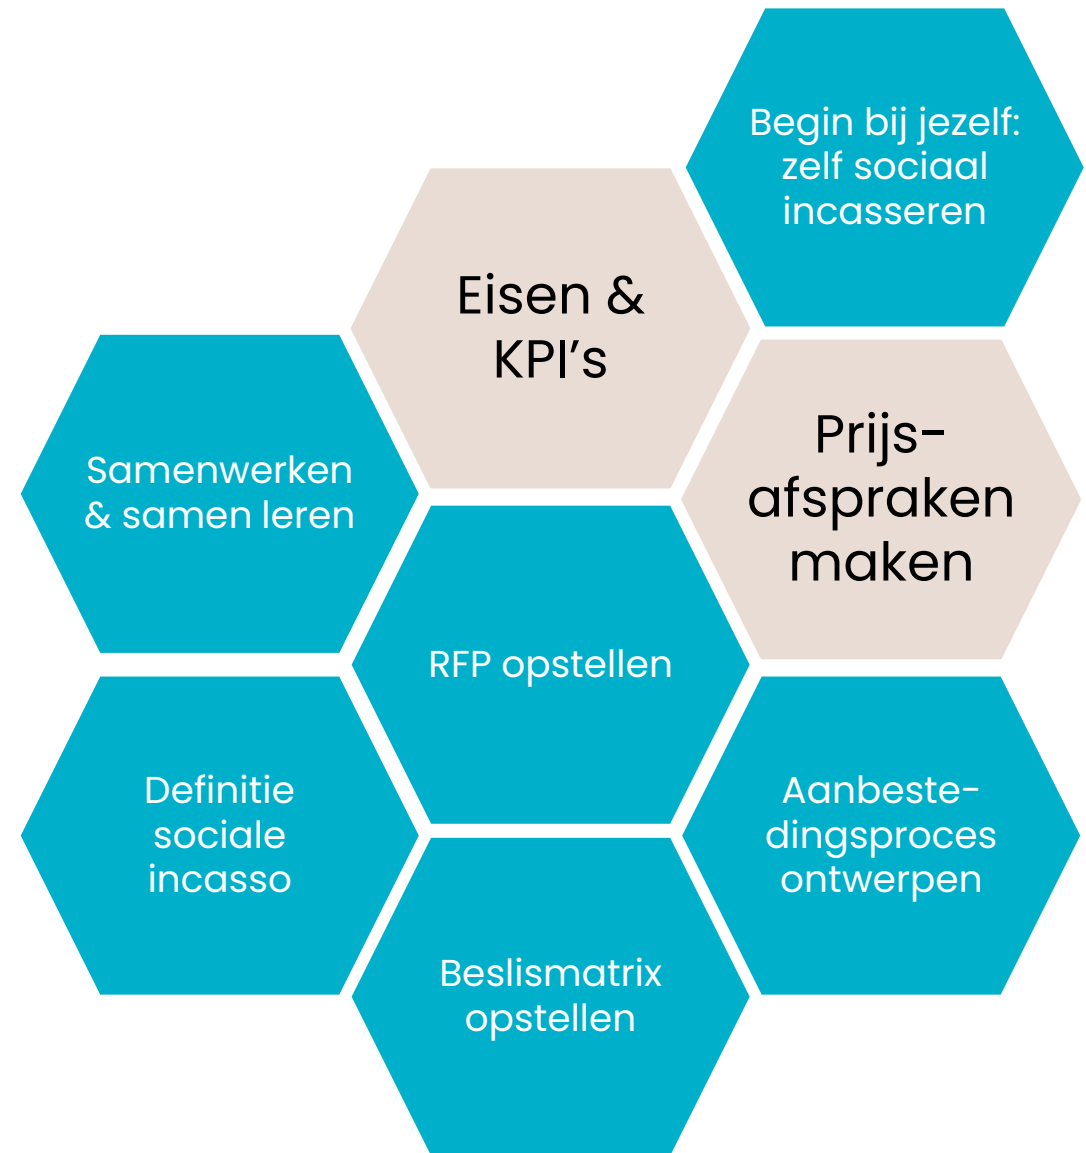 Begin bij jezelf:
zelf sociaal
incasseren
Eisen &
KPI's
Prijs-
afspraken
maken
Samenwerken
& samen leren
RFP opstellen
Definitie
sociale
incasso
Aanbeste-
dingsproces
ontwerpen
Beslismatrix
opstellen